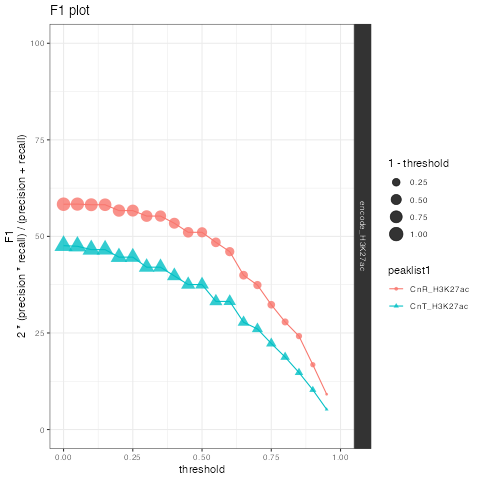 F1 plot
F1
2 * (precision * recall) / (precision + recall)
100
75
50
25
0
0.00
0.25
0.50
0.75
1.00
threshold
encode_H3K27ac
1 - threshold
0.25
0.50
0.75
1.00
peaklist1
CnR_H3K27ac
CnT_H3K27ac